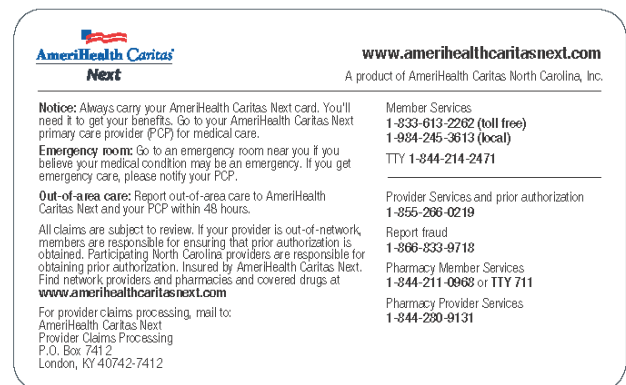 AmeriHealth Caritas
Next
www.amerihealthcaritasnext.com
A product of AmeriHealth Caritas North Carolina, Inc.
Notice: Always carry your AmeriHealth Caritas Next card. You'll
need it to get your benefits. Go to your AmeriHealth Caritas Next
primary care provider (PCP) for medical care.
Emergency room: Go to an emergency room near you if you
believe your medical condition may be an emergency. If you get
emergency care, please notify your PCP.
Out-of-area care: Report out-of-area care to AmeriHealth
Caritas Next and your PCP within 48 hours.
All claims are subject to review. If your provider is out-of-network,
members are responsible for ensuring that prior authorization is
obtained. Participating North Carolina providers are responsible for
obtaining prior authorization. Insured by AmeriHealth Caritas Next.
Find network providers and pharmacies and covered drugs at
www.amerihealthcaritasnext.com
For provider claims processing, mail to:
AmeriHealth Caritas Next
Provider Claims Processing
P.O. Box 7412
London, KY 40742-7412
Member Services
1-833-613-2262 (toll free)
1-984-245-3613 (local)
TTY 1-844-214-2471
Provider Services and prior authorization
1-855-266-0219
Report fraud
1-866-833-9718
Pharmacy Member Services
1-844-211-0968 or TTY 711
Pharmacy Provider Services
1-844-280-9131